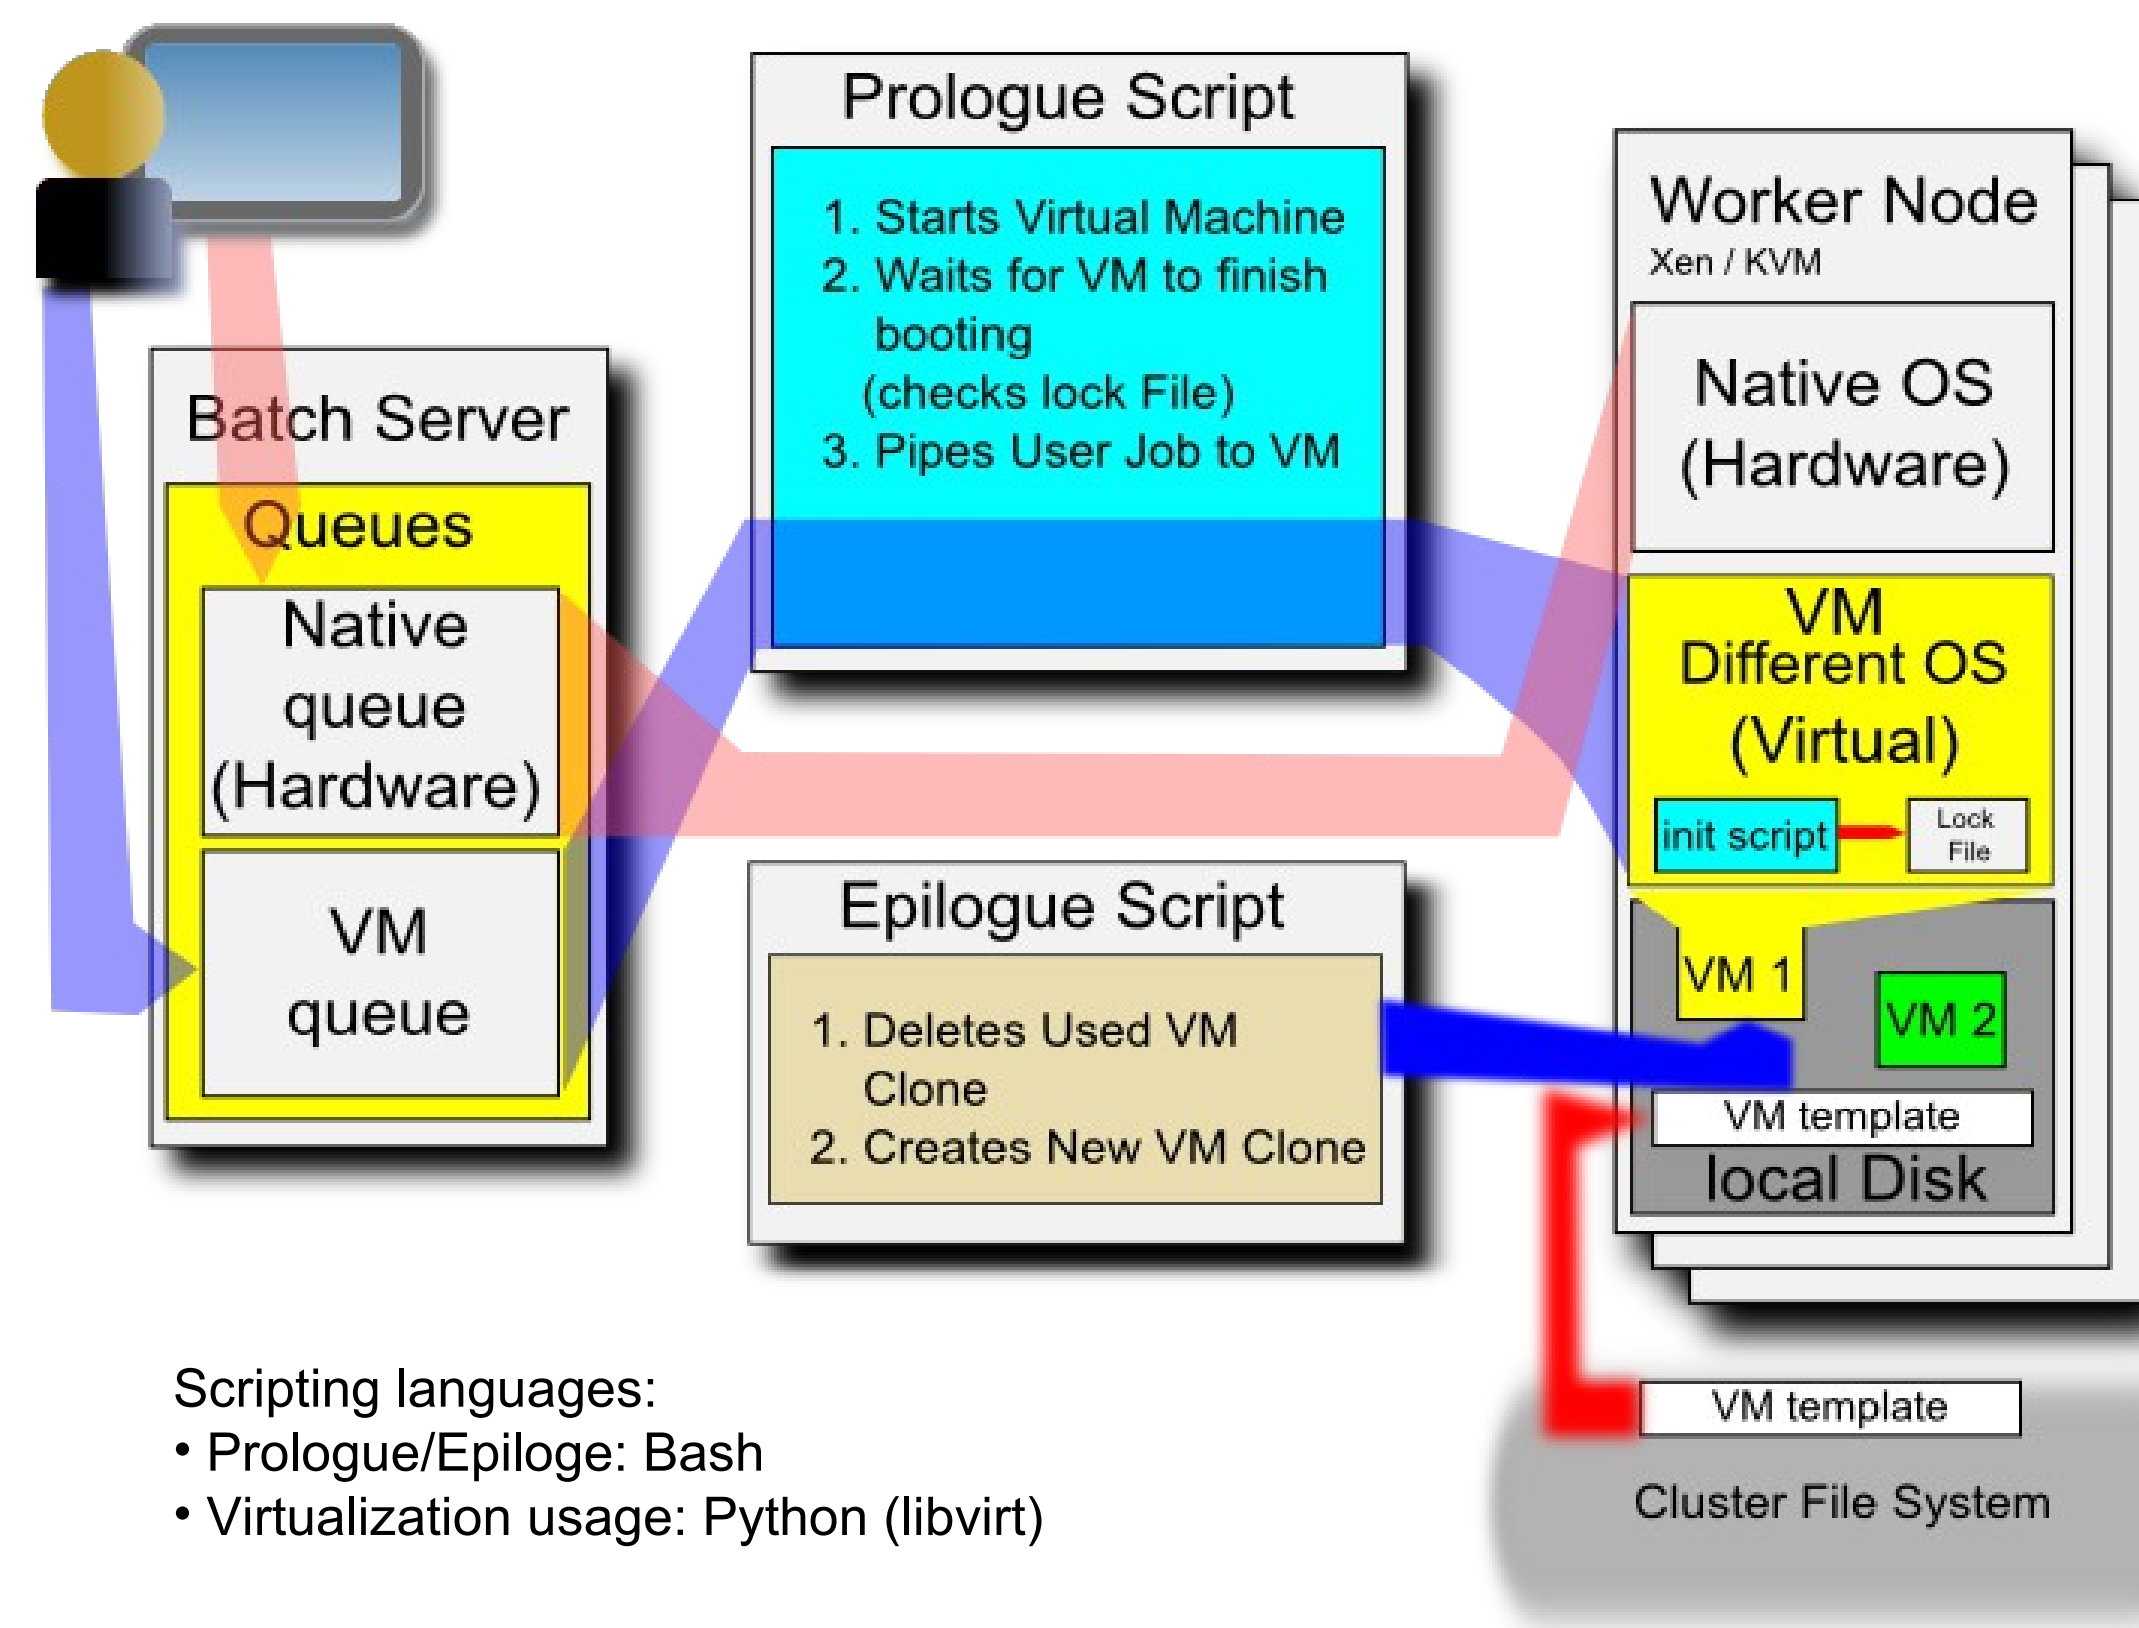 Batch Server
Queues
Native
queue
(Hardware)
VM
queue
Prologue Script
1. Starts Virtual Machine
2. Waits for VM to finish
booting
(checks lock File)
3. Pipes User Job to VM
Epilogue Script
1. Deletes Used VM
Clone
2. Creates New VM Clone
Worker Node
Xen / KVM
Native OS
(Hardware)
VM
Different OS
(Virtual)
init script
Lock
File
VM 1
VM 2
VM template
local Disk
VM template
Cluster File System
Scripting languages:
• Prologue/Epiloge: Bash
• Virtualization usage: Python (libvirt)